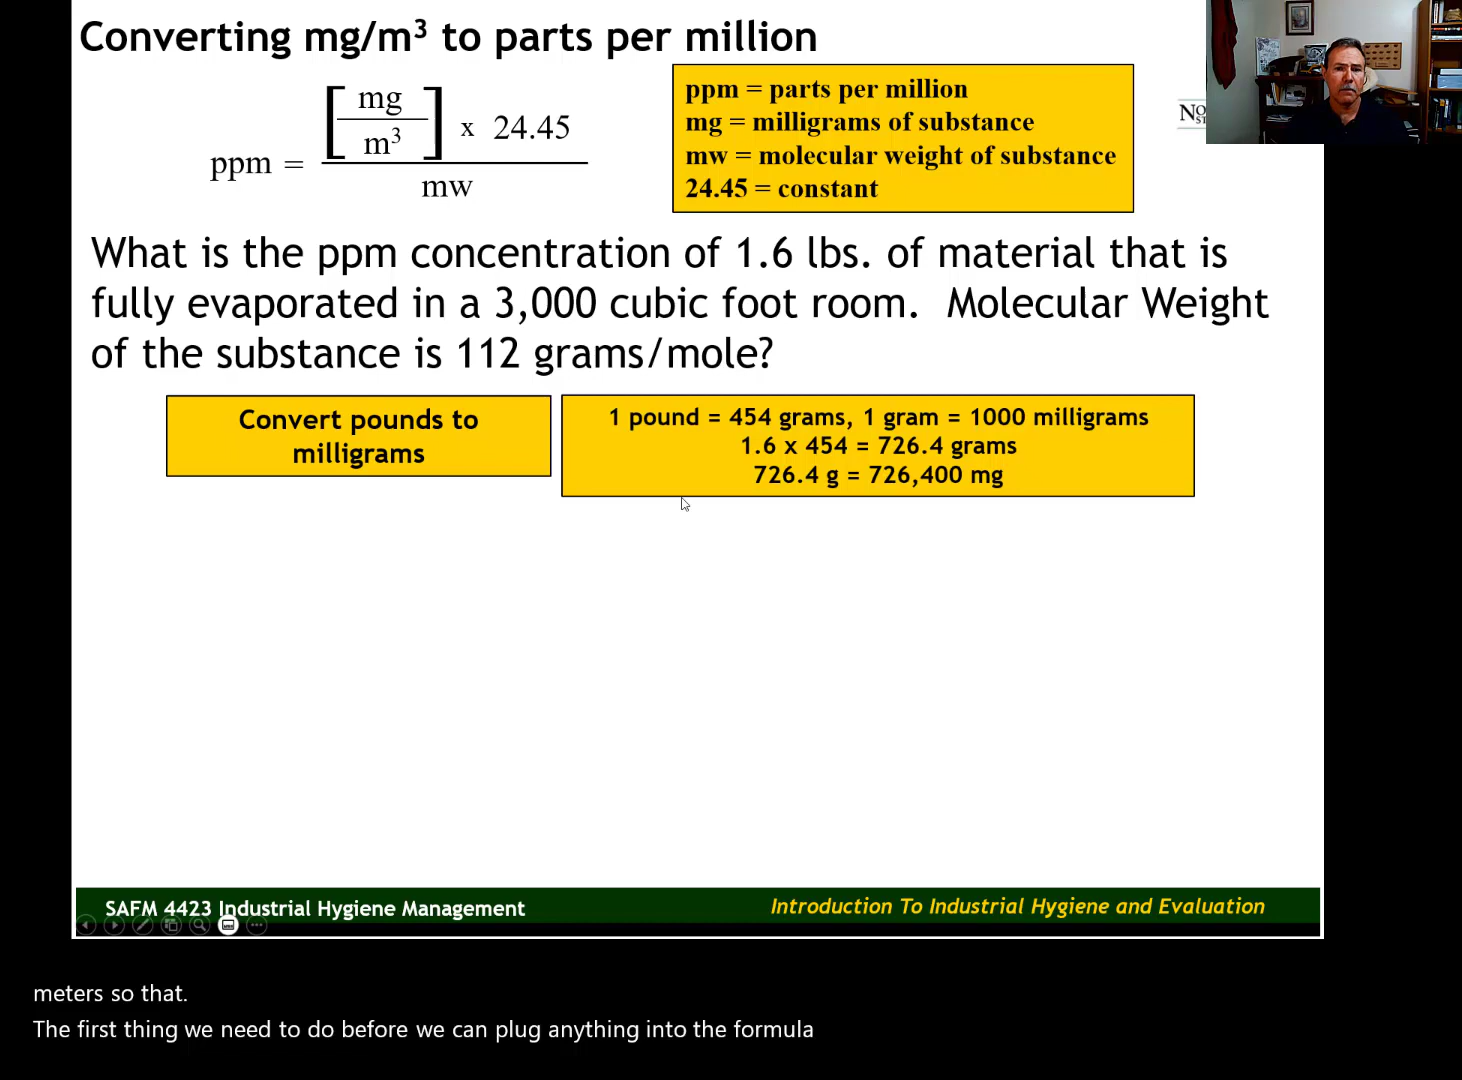 Converting mg/m³ to parts per million
ppm = [mg/m³] x 24.45
mw
ppm = parts per million
mg = milligrams of substance
mw = molecular weight of substance
24.45 = constant
What is the ppm concentration of 1.6 lbs. of material that is
fully evaporated in a 3,000 cubic foot room. Molecular Weight
of the substance is 112 grams/mole?
Convert pounds to
milligrams
1 pound = 454 grams, 1 gram = 1000 milligrams
1.6 x 454 = 726.4 grams
726.4 g = 726,400 mg
SAFM 4423 Industrial Hygiene Management
Introduction To Industrial Hygiene and Evaluation
meters so that.
The first thing we need to do before we can plug anything into the formula